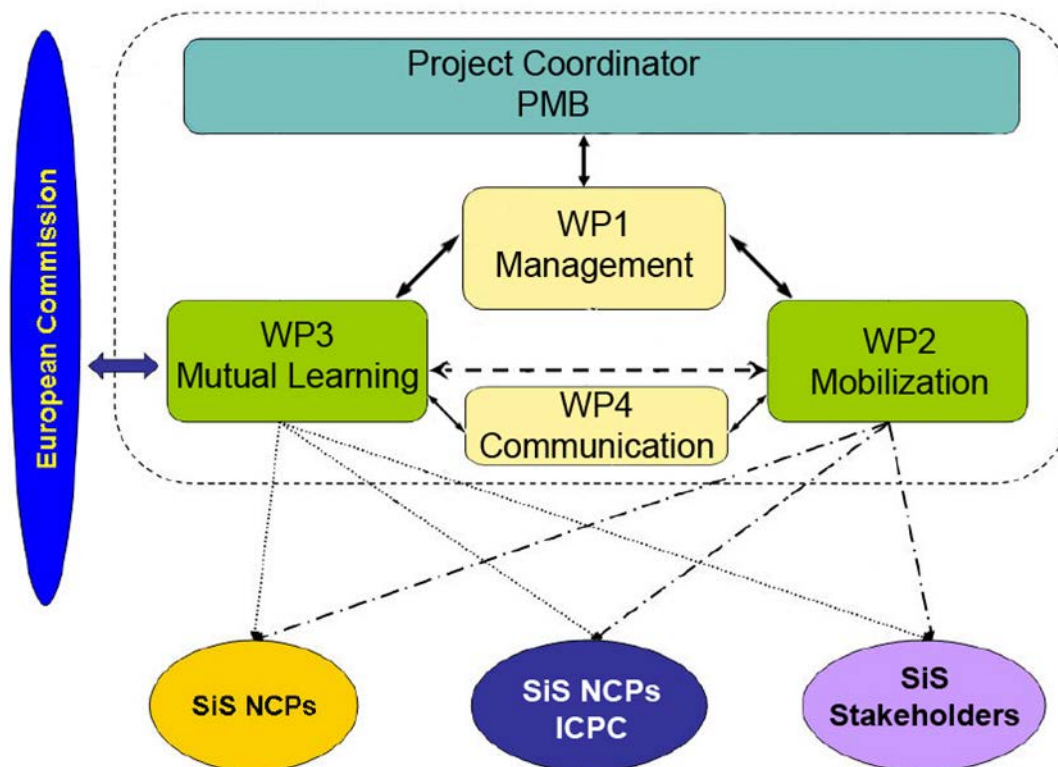 Project Coordinator
PMB
European Commission
WP1
Management
WP3
Mutual Learning
WP2
Mobilization
WP4
Communication
SiS NCPs
SiS NCPs
ICPC
SiS
Stakeholders